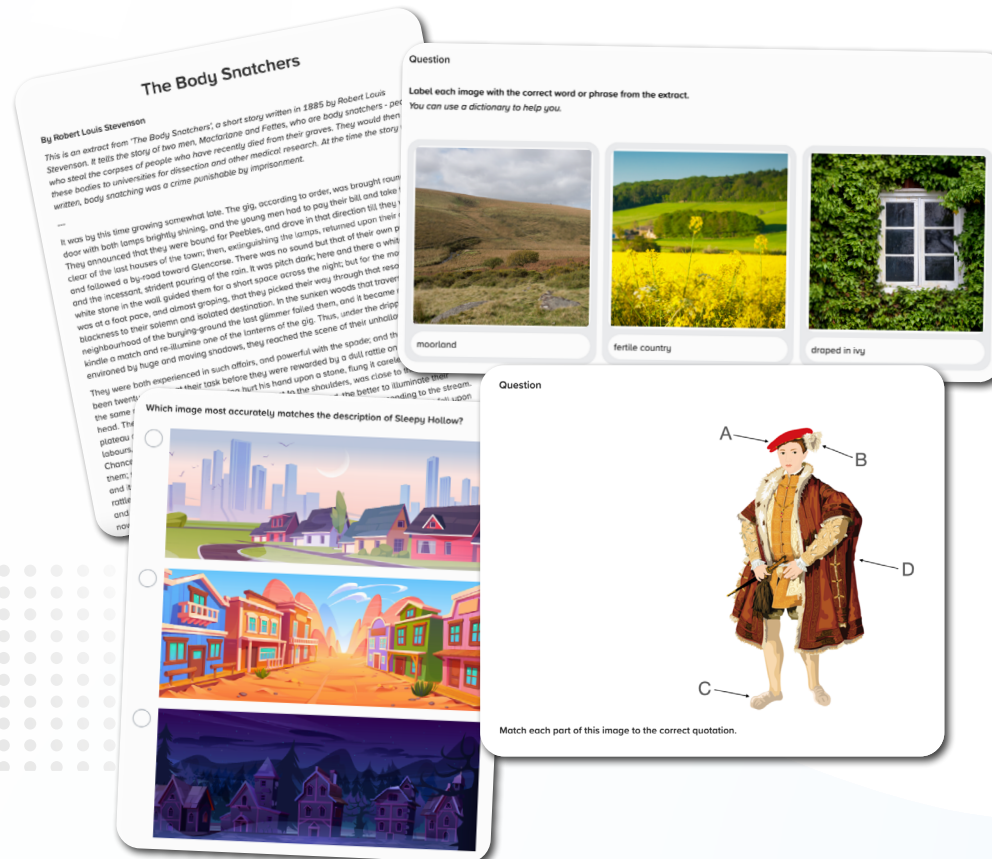 The Body Snatchers
By Robert Louis Stevenson
This is an extract from 'The Body Snatchers', a short story written in 1885 by Robert Louis
Stevenson. It tells the story of two men, Macfarlane and Fettes, who are body snatchers -
who steal the corpses of people who have recently died from their graves. They would then
these bodies to universities for dissection and other medical research. At the time the story
written, body snatching was a crime punishable by imprisonment.
---
It was by this time growing somewhat late. The gig, according to order, was brought
door with both lamps brightly shining, and the young men had to pay their bill and take
They announced that they were bound for Peebles, and drove in that direction till they
clear of the last houses of the town; then, extinguishing the lamps, returned upon their
and followed a by-road toward Glencorse. There was no sound but that of their own
and the incessant, strident pouring of the rain. It was pitch dark; here and there a
white stone in the wall guided them for a short space across the night; but for the
was at a foot pace, and almost groping, that they picked their way through that
blackness to their solemn and isolated destination. In the sunken woods that
neighbourhood of the burying-ground the last glimmer failed them, and it became
kindle a match and re-illumine one of the lanterns of the gig. Thus, under the
environed by huge and moving shadows, they reached the scene of their
They were both experienced in such affairs, and powerful with the spade; and
been their task before they were rewarded by a dull rattle on
the same hurt his hand upon a stone, flung it
head. to the shoulders, was close to
plateau the better to illuminate their
labours, to the stream.
them; upon
and it
and
Question
Label each image with the correct word or phrase from the extract.
You can use a dictionary to help you.
moorland
fertile country
draped in ivy
Which image most accurately matches the description of Sleepy Hollow?
Question
A
B
D
C
Match each part of this image to the correct quotation.